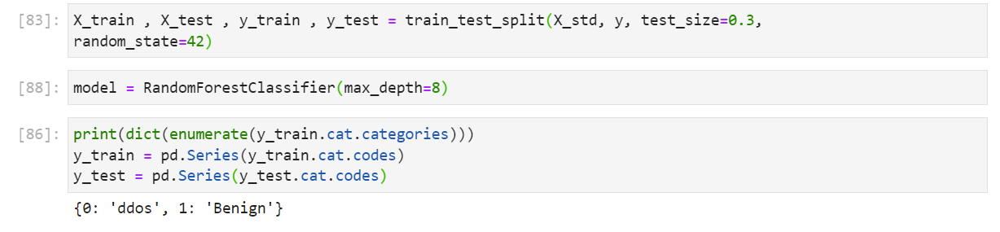 [83]: X_train , X_test , y_train , y_test = train_test_split(X_std, y, test_size=0.3,
random_state=42)
[88]: model = RandomForestClassifier(max_depth=8)
[86]: print(dict(enumerate(y_train.cat.categories)))
y_train = pd.Series(y_train.cat.codes)
y_test = pd.Series(y_test.cat.codes)
{0: 'ddos', 1: 'Benign'}